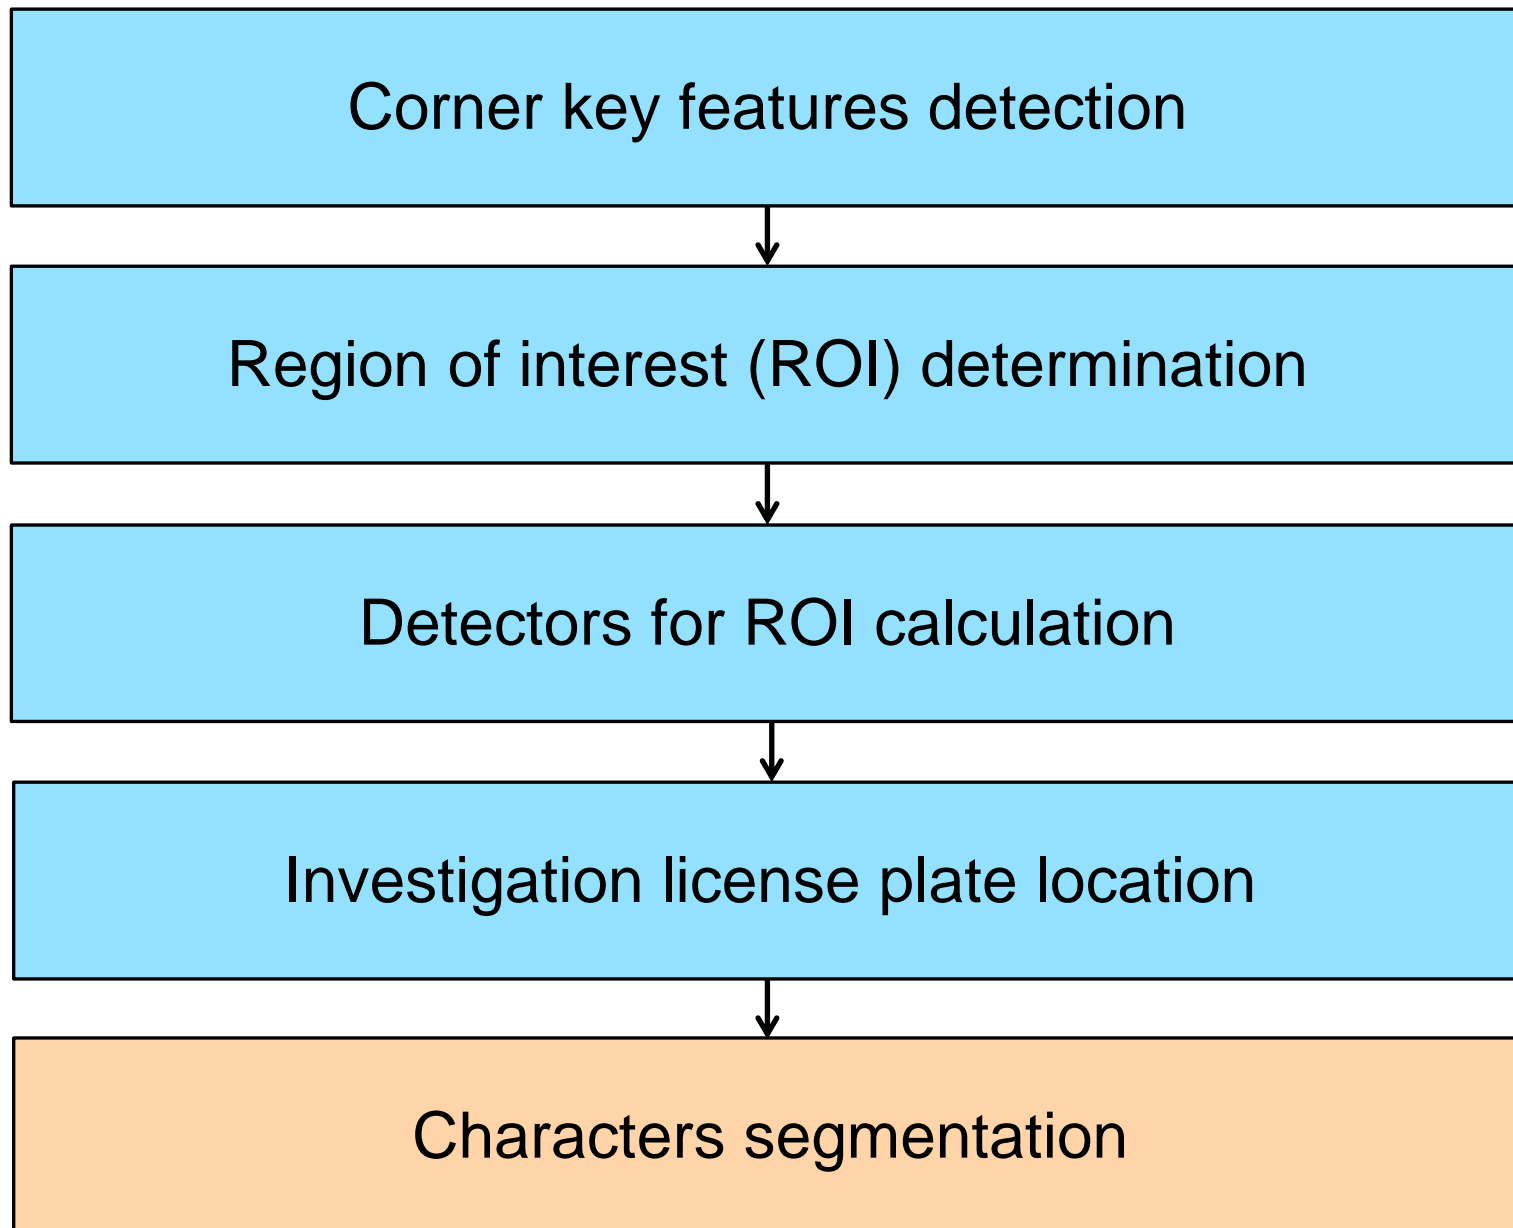 Corner key features detection
Region of interest (ROI) determination
Detectors for ROI calculation
Investigation license plate location
Characters segmentation